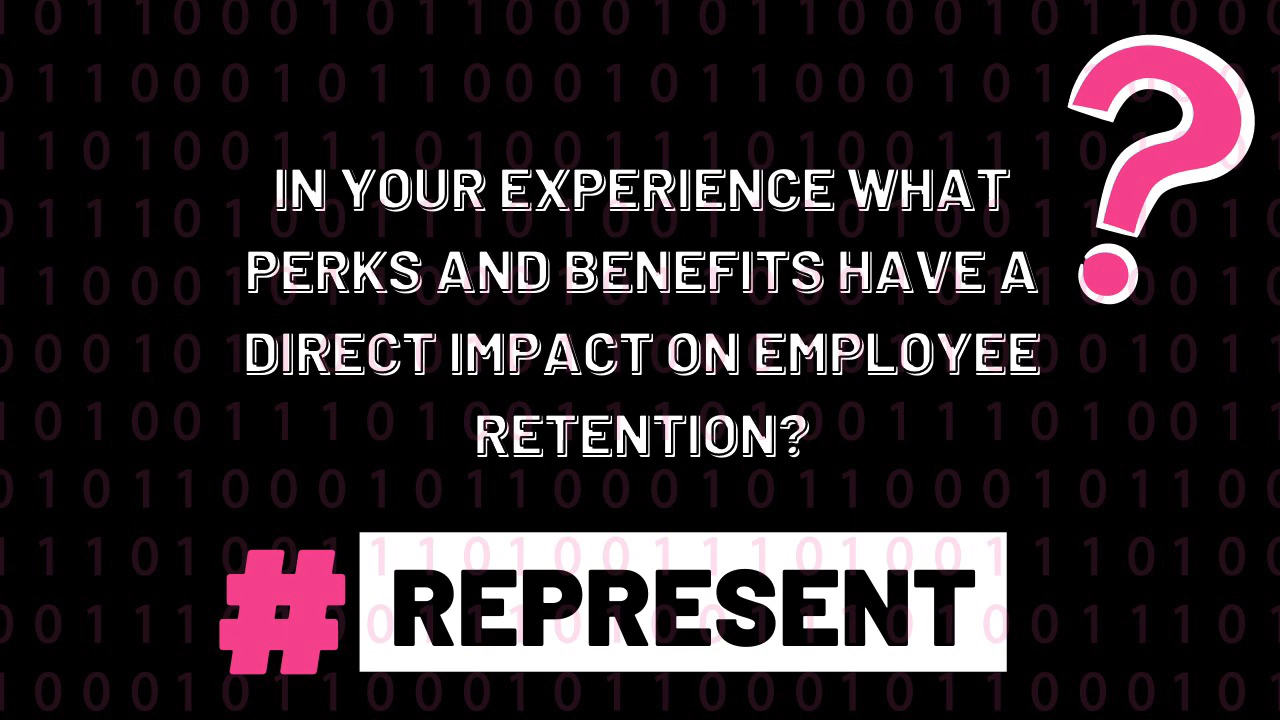 IN YOUR EXPERIENCE WHAT
PERKS AND BENEFITS HAVE A
DIRECT IMPACT ON EMPLOYEE
RETENTION?
?
#REPRESENT